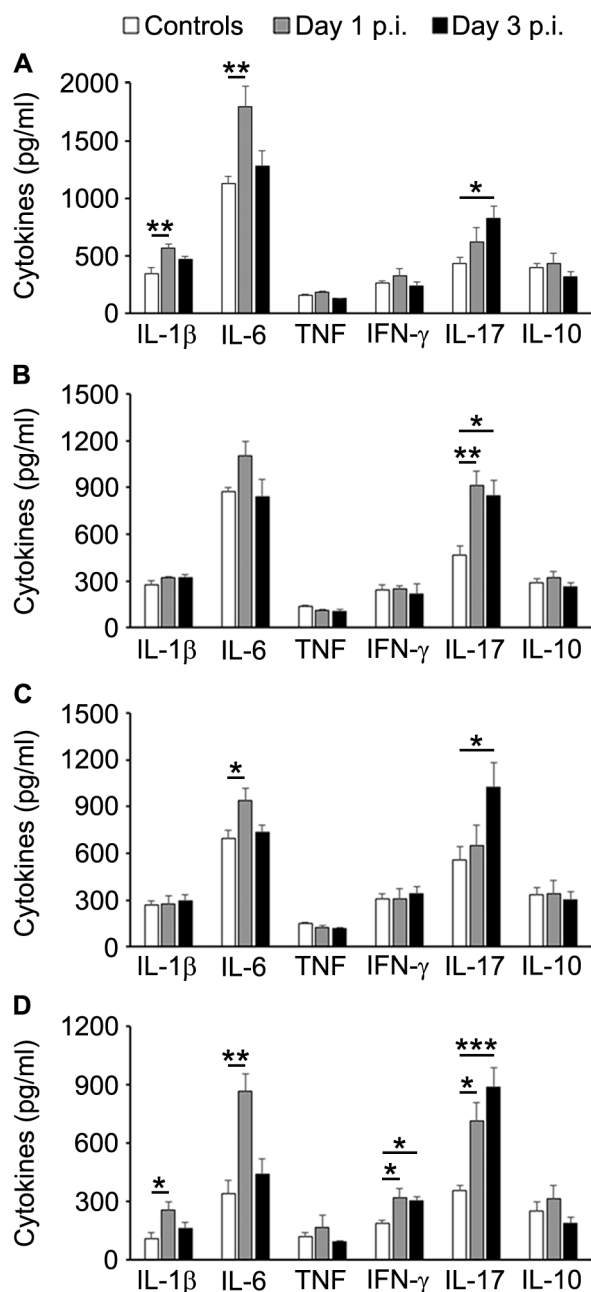 Controls Day 1 p.i. Day 3 p.i.
A
Cytokines (pg/ml)
2000
1500
1000
500
0
** ** *
IL-1β IL-6 TNF IFN-γ IL-17 IL-10
B
Cytokines (pg/ml)
1500
1200
900
600
300
0
*
**
IL-1β IL-6 TNF IFN-γ IL-17 IL-10
C
Cytokines (pg/ml)
1500
1200
900
600
300
0
* *
IL-1β IL-6 TNF IFN-γ IL-17 IL-10
D
Cytokines (pg/ml)
1200
900
600
300
0
* ** * * * ***
IL-1β IL-6 TNF IFN-γ IL-17 IL-10